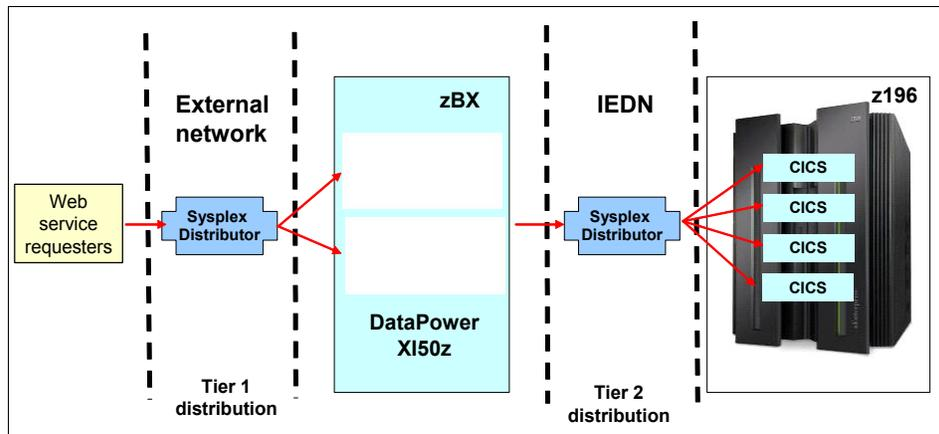 Web
service
requesters
External
network
Sysplex
Distributor
Tier 1
distribution
zBX
DataPower
XI50z
IEDN
Sysplex
Distributor
Tier 2
distribution
z196
CICS
CICS
CICS
CICS